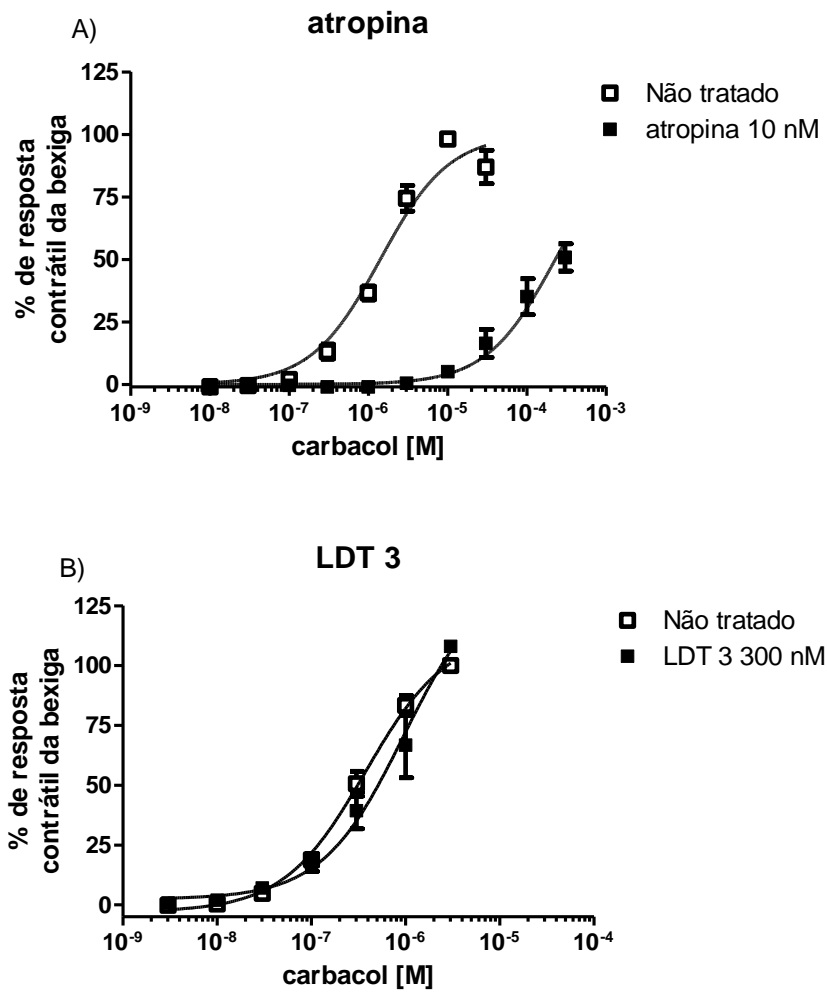 A)
atropina
% de resposta
contrátil da bexiga
125
100
75
50
25
0
10⁻⁹ 10⁻⁸ 10⁻⁷ 10⁻⁶ 10⁻⁵ 10⁻⁴ 10⁻³
carbacol [M]
Não tratado
atropina 10 nM
B)
LDT 3
% de resposta
contrátil da bexiga
125
100
75
50
25
0
10⁻⁹ 10⁻⁸ 10⁻⁷ 10⁻⁶ 10⁻⁵ 10⁻⁴
carbacol [M]
Não tratado
LDT 3 300 nM